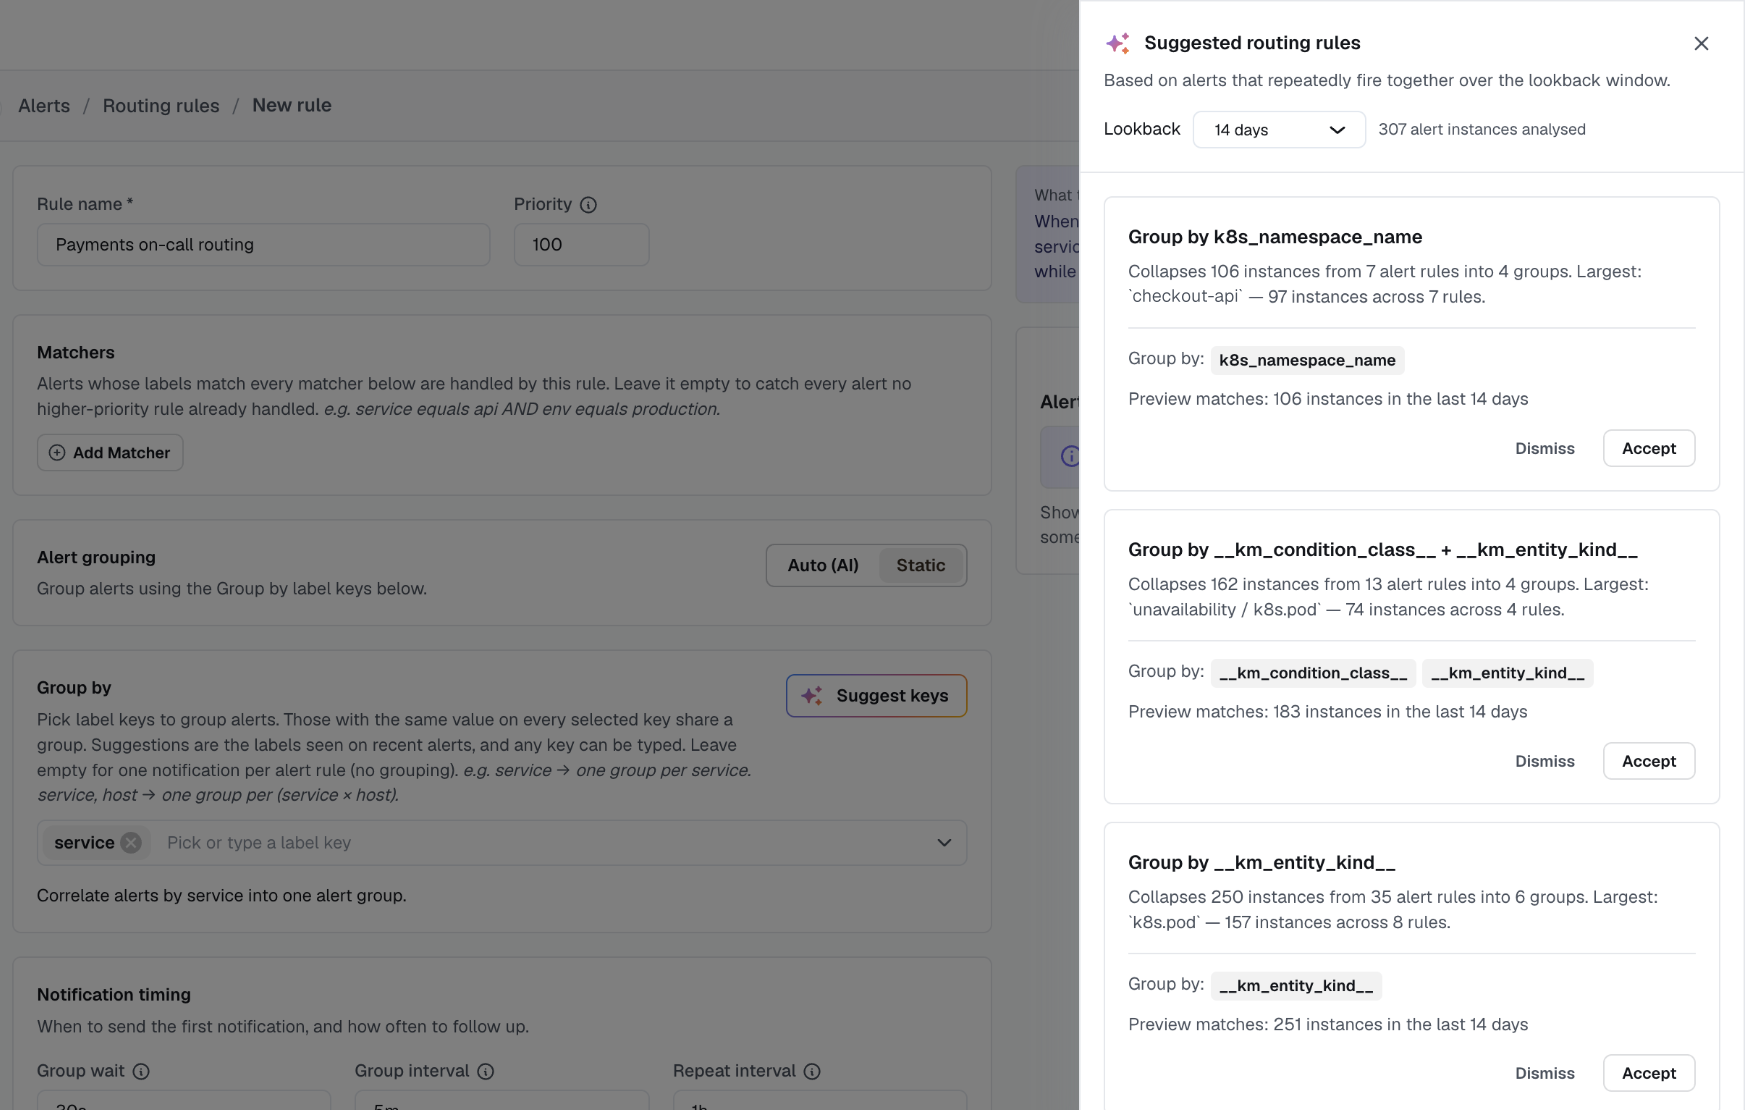 Alerts / Routing rules / New rule
Rule name *
Payments on-call routing
Priority
100
Matchers
Alerts whose labels match every matcher below are handled by this rule. Leave it empty to catch every alert no
higher-priority rule already handled. e.g. service equals api AND env equals production.
Add Matcher
Alert grouping
Group alerts using the Group by label keys below.
Auto (AI)
Static
Group by
Pick label keys to group alerts. Those with the same value on every selected key share a
group. Suggestions are the labels seen on recent alerts, and any key can be typed. Leave
empty for one notification per alert rule (no grouping). e.g. service → one group per service.
service, host → one group per (service × host).
Suggest keys
service
Pick or type a label key
Correlate alerts by service into one alert group.
Notification timing
When to send the first notification, and how often to follow up.
Group wait
Group interval
Repeat interval
30s
5m
1h
What
When
servic
while
Alert
Show
some
Suggested routing rules
Based on alerts that repeatedly fire together over the lookback window.
Lookback
14 days
307 alert instances analysed
Group by k8s_namespace_name
Collapses 106 instances from 7 alert rules into 4 groups. Largest:
`checkout-api` — 97 instances across 7 rules.
Group by: k8s_namespace_name
Preview matches: 106 instances in the last 14 days
Dismiss
Accept
Group by __km_condition_class__ + __km_entity_kind__
Collapses 162 instances from 13 alert rules into 4 groups. Largest:
`unavailability / k8s.pod` — 74 instances across 4 rules.
Group by: __km_condition_class__ __km_entity_kind__
Preview matches: 183 instances in the last 14 days
Dismiss
Accept
Group by __km_entity_kind__
Collapses 250 instances from 35 alert rules into 6 groups. Largest:
`k8s.pod` — 157 instances across 8 rules.
Group by: __km_entity_kind__
Preview matches: 251 instances in the last 14 days
Dismiss
Accept